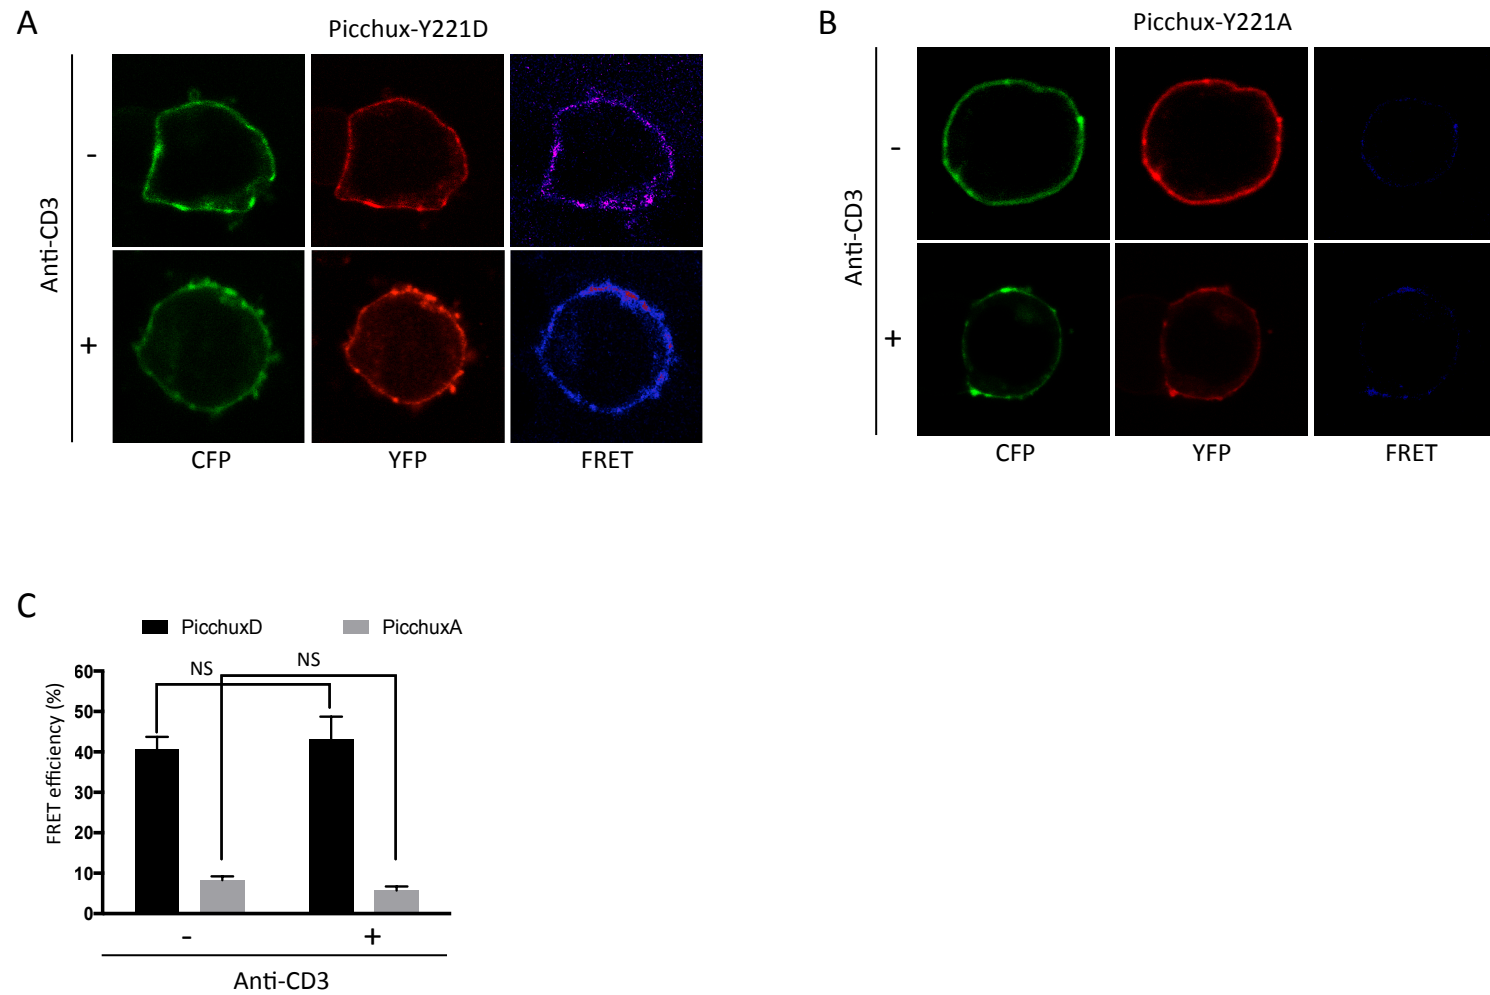 A
Picchux-Y221D
Anti-CD3
-
+
CFP YFP FRET
B
Picchux-Y221A
Anti-CD3
-
+
CFP YFP FRET
C
PicchuxD PicchuxA
NS NS
FRET efficiency (%)
60
50
40
30
20
10
0
- +
Anti-CD3